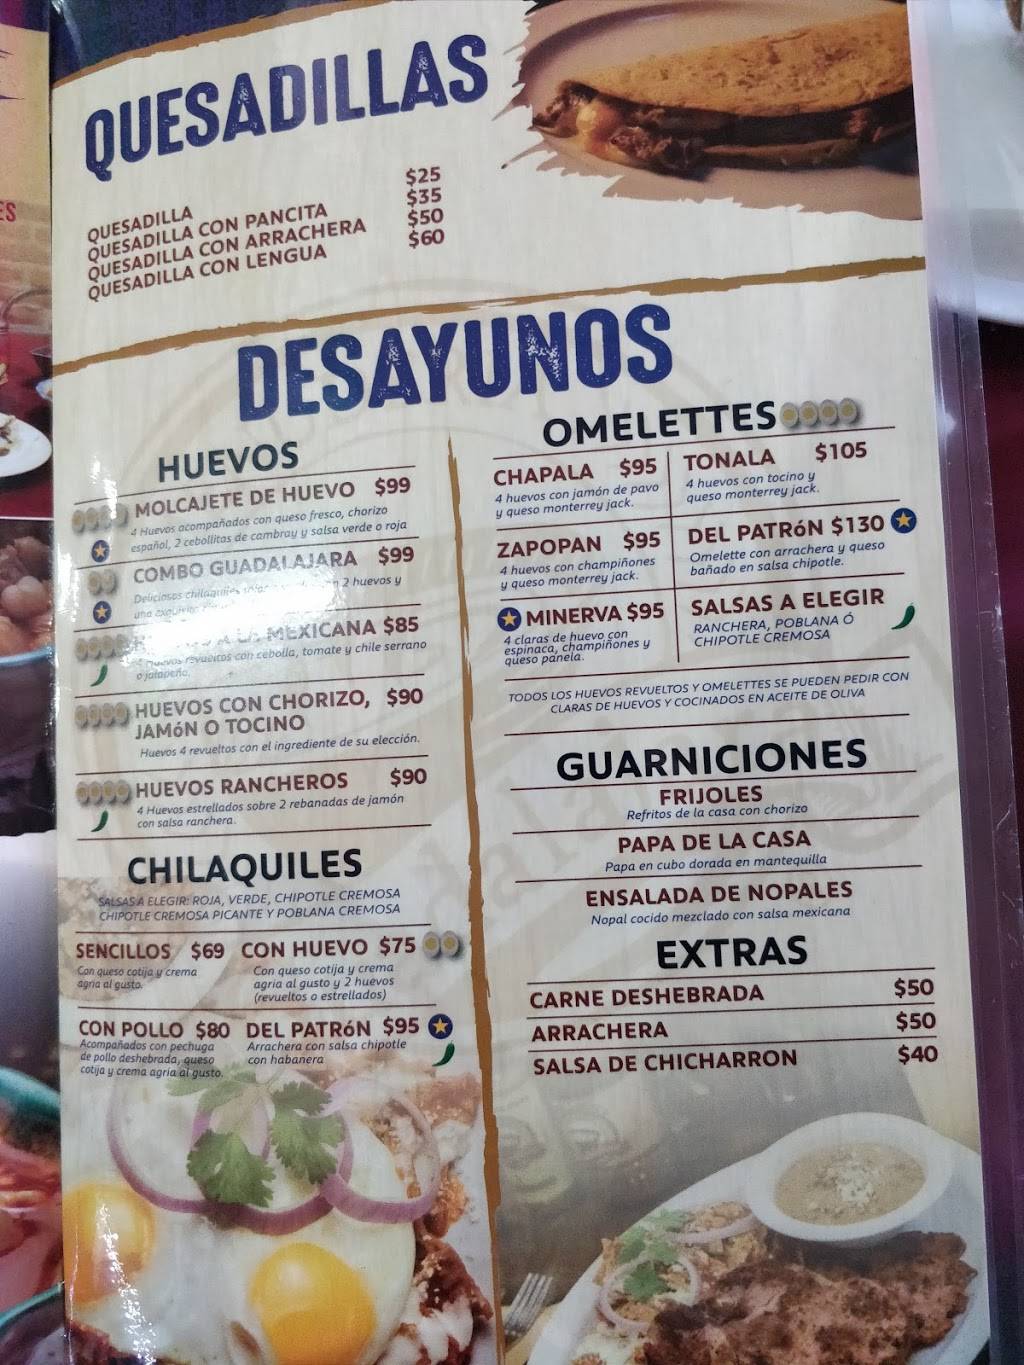 QUESADILLAS
QUESADILLA $25
QUESADILLA CON PANCITA $35
QUESADILLA CON ARRACHERA $50
QUESADILLA CON LENGUA $60
DESAYUNOS
HUEVOS
MOLCAJETE DE HUEVO $99
4 Huevos acompañados con queso fresco, chorizo
español, 2 cebollitas de cambray y salsa verde o roja
COMBO GUADALAJARA $99
Deliciosos chilaquiles 2 huevos y
una
A LA MEXICANA $85
4 Huevos revueltos con cebolla, tomate y chile serrano
o jalapeño.
HUEVOS CON CHORIZO, $90
JAMóN O TOCINO
Huevos 4 revueltos con el ingrediente de su elección.
HUEVOS RANCHEROS $90
4 Huevos estrellados sobre 2 rebanadas de jamón
con salsa ranchera.
CHILAQUILES
SALSAS A ELEGIR: ROJA, VERDE, CHIPOTLE CREMOSA
CHIPOTLE CREMOSA PICANTE Y POBLANA CREMOSA
SENCILLOS $69
Con queso cotija y crema
agria al gusto.
CON HUEVO $75
Con queso cotija y crema
agria al gusto y 2 huevos
(revueltos o estrellados)
CON POLLO $80
Acompañados con pechuga
de pollo deshebrada, queso
cotija y crema agria al gusto.
DEL PATRóN $95
Arrachera con salsa chipotle
con habanera
OMELETTES
CHAPALA $95
4 huevos con jamón de pavo
y queso monterrey jack.
TONALA $105
4 huevos con tocino y
queso monterrey jack.
ZAPOPAN $95
4 huevos con champiñones
y queso monterrey jack.
DEL PATRóN $130
Omelette con arrachera y queso
bañado en salsa chipotle.
MINERVA $95
4 claras de huevo con
espinaca, champiñones y
queso panela.
SALSAS A ELEGIR
RANCHERA, POBLANA Ó
CHIPOTLE CREMOSA
TODOS LOS HUEVOS REVUELTOS Y OMELETTES SE PUEDEN PEDIR CON
CLARAS DE HUEVOS Y COCINADOS EN ACEITE DE OLIVA
GUARNICIONES
FRIJOLES
Refritos de la casa con chorizo
PAPA DE LA CASA
Papa en cubo dorada en mantequilla
ENSALADA DE NOPALES
Nopal cocido mezclado con salsa mexicana
EXTRAS
CARNE DESHEBRADA $50
ARRACHERA $50
SALSA DE CHICHARRON $40